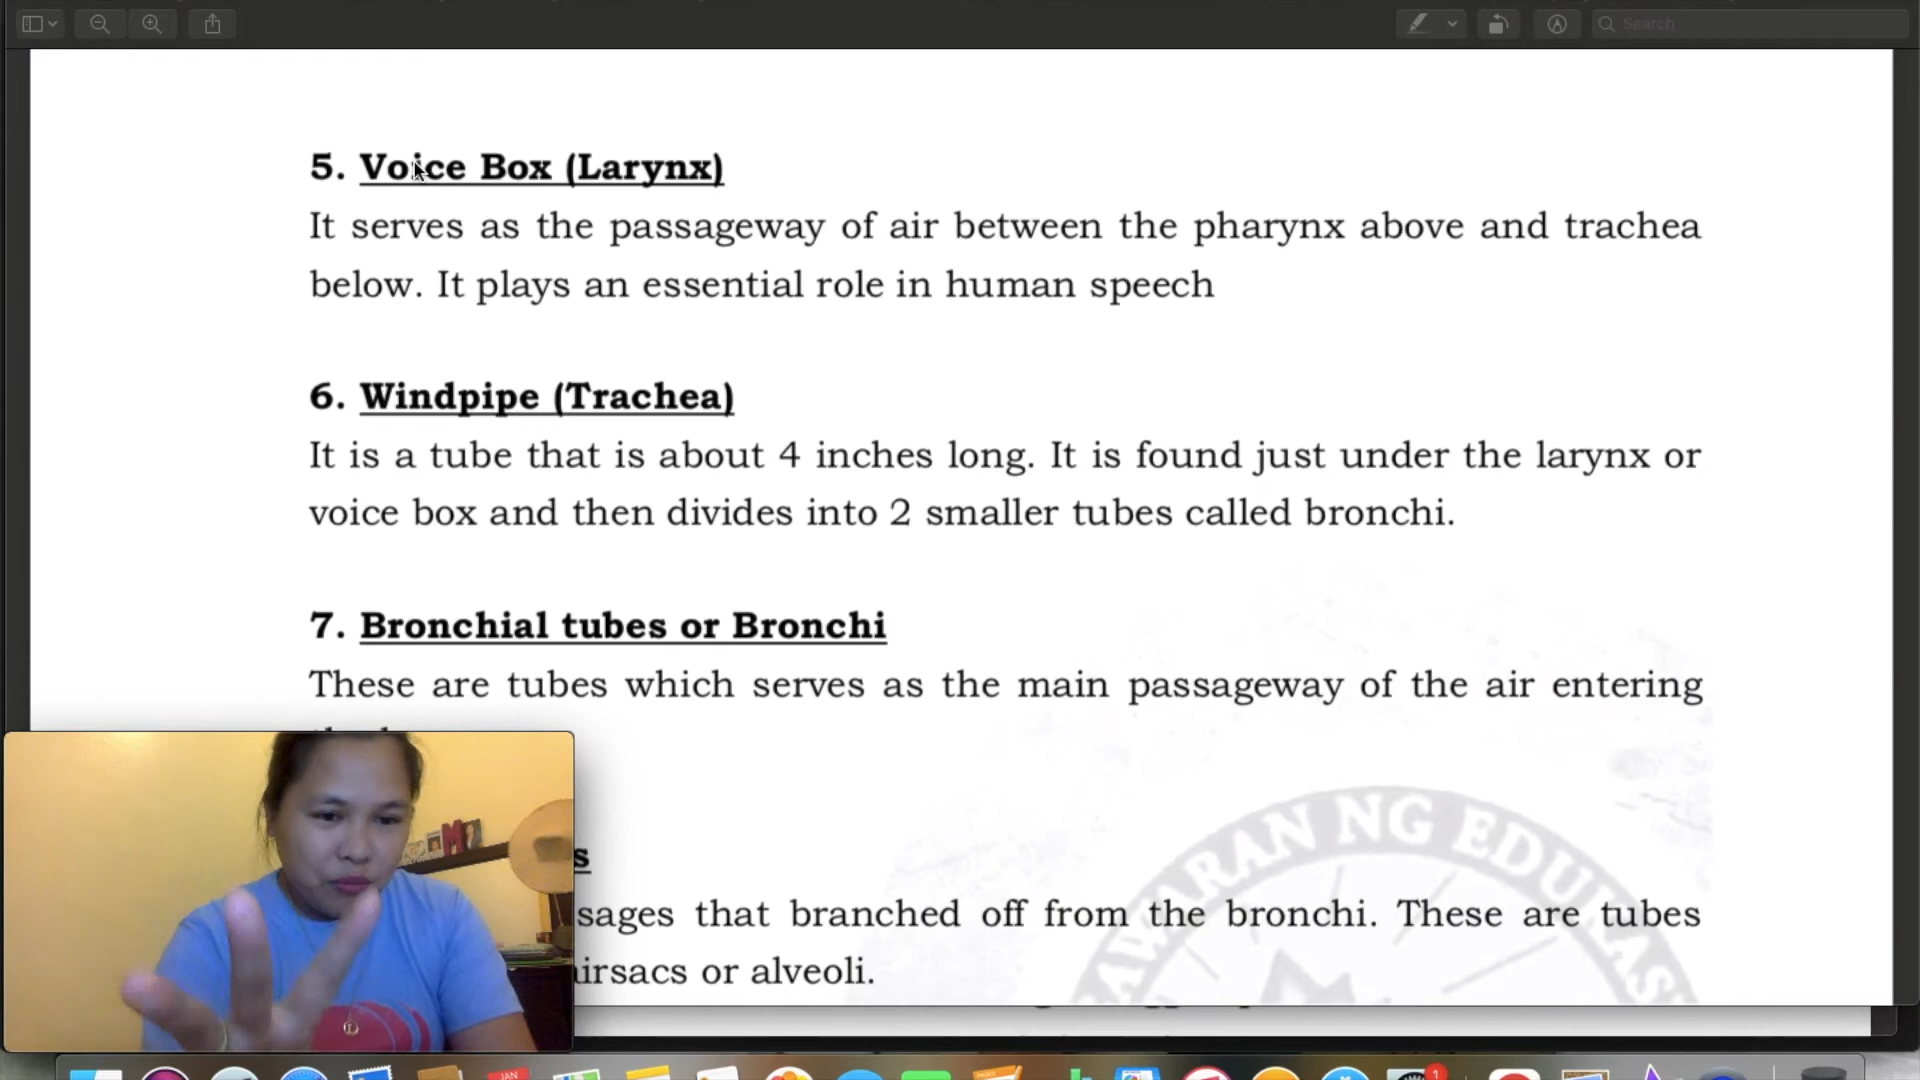 Search
5. Voice Box (Larynx)
It serves as the passageway of air between the pharynx above and trachea
below. It plays an essential role in human speech
6. Windpipe (Trachea)
It is a tube that is about 4 inches long. It is found just under the larynx or
voice box and then divides into 2 smaller tubes called bronchi.
7. Bronchial tubes or Bronchi
These are tubes which serves as the main passageway of the air entering
that branched off from the bronchi. These are tubes
or alveoli.
NG
JAN
1